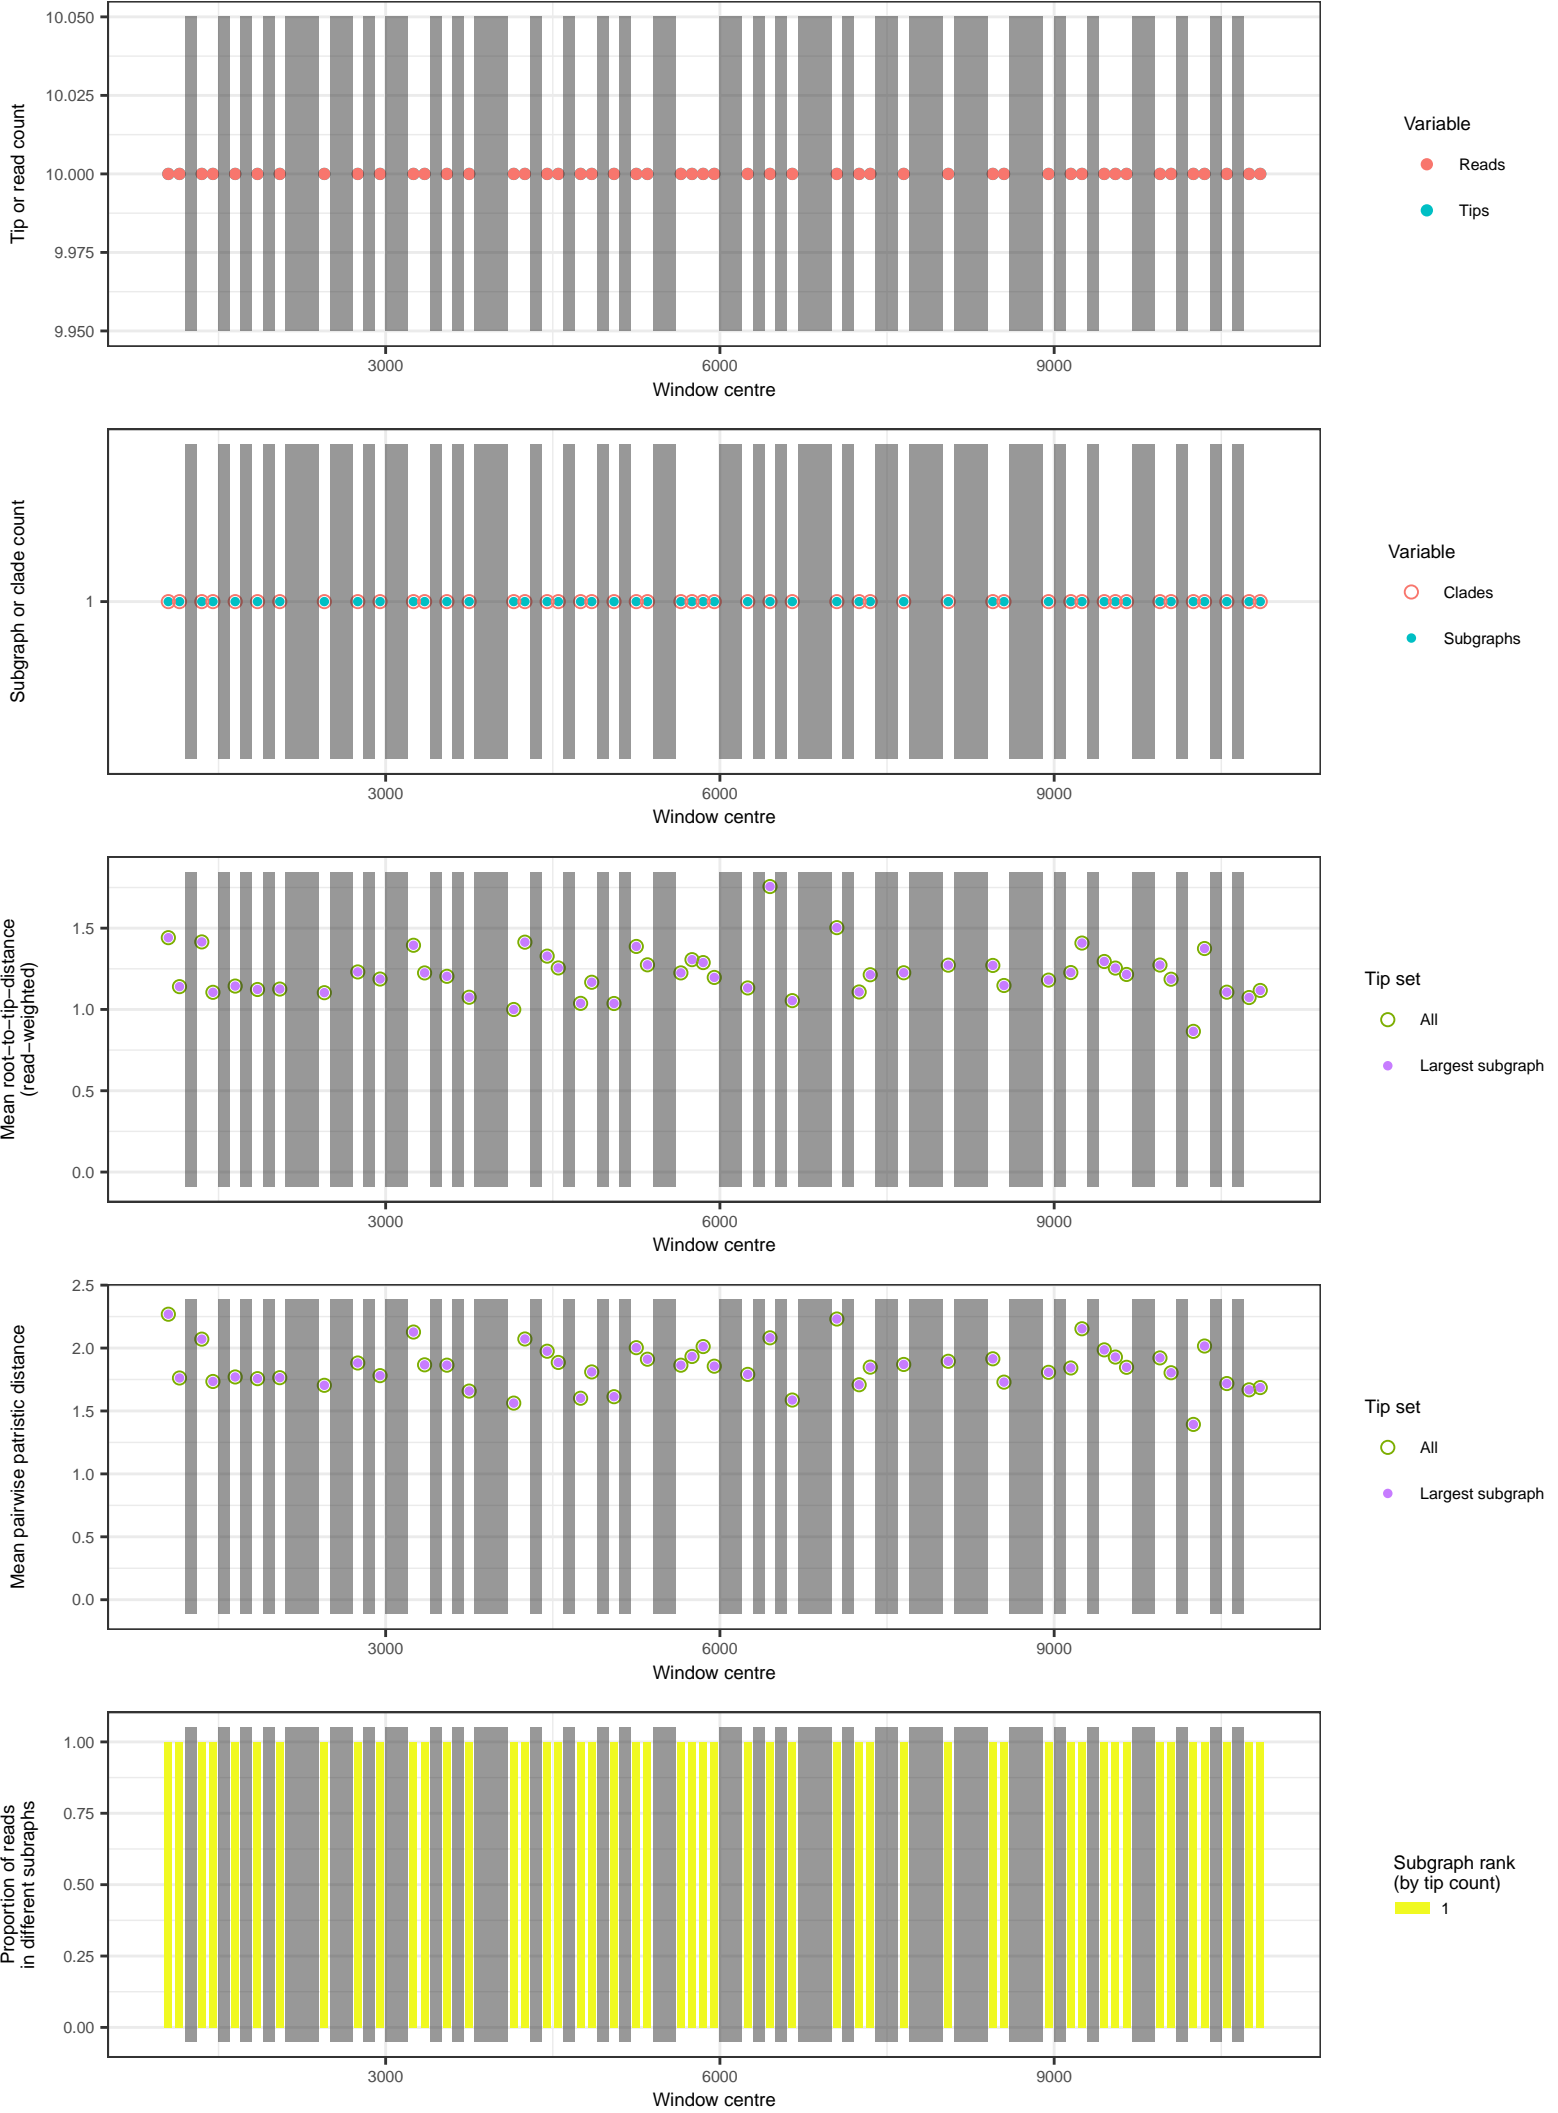 10.050
10.025
10.000
9.975
9.950
Tip or read count
3000
6000
9000
Window centre
Variable
Reads
Tips
Subgraph or clade count
1
3000
6000
9000
Window centre
Variable
Clades
Subgraphs
Mean root−to−tip−distance
(read−weighted)
1.5
1.0
0.5
0.0
3000
6000
9000
Window centre
Tip set
All
Largest subgraph
Mean pairwise patristic distance
2.5
2.0
1.5
1.0
0.5
0.0
3000
6000
9000
Window centre
Tip set
All
Largest subgraph
Proportion of reads
in different subraphs
1.00
0.75
0.50
0.25
0.00
3000
6000
9000
Window centre
Subgraph rank
(by tip count)
1